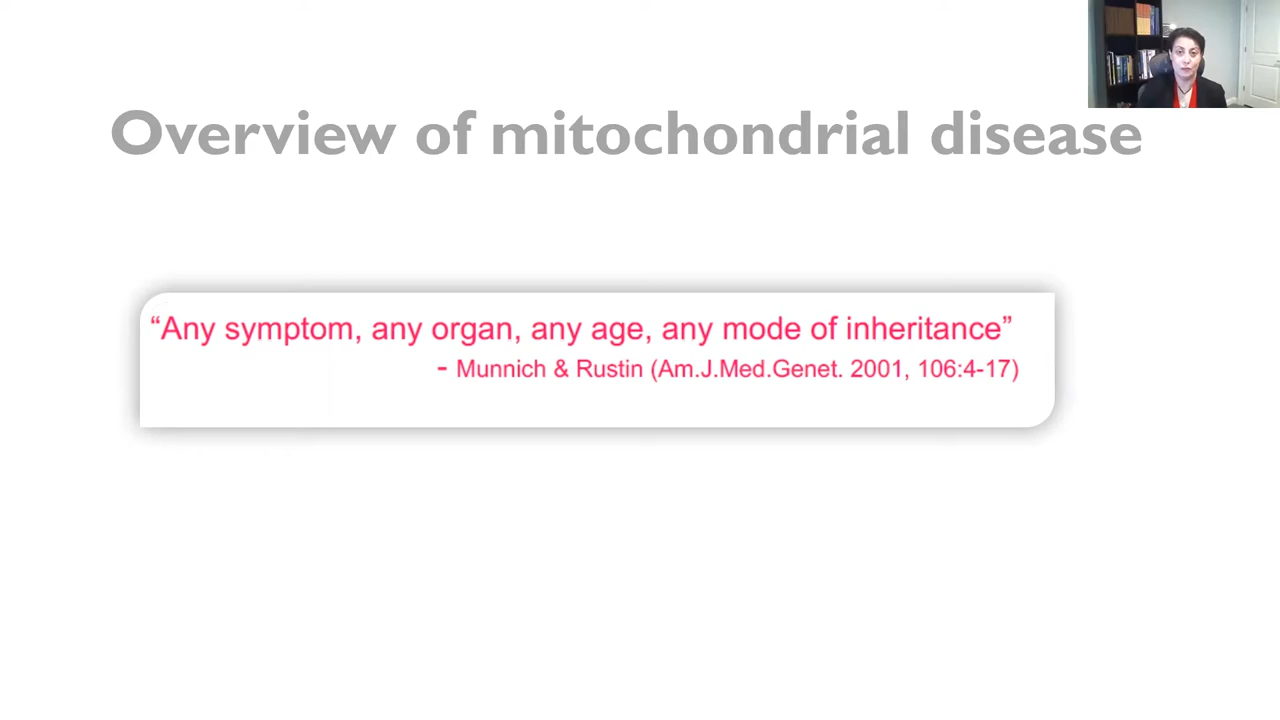 Overview of mitochondrial disease
“Any symptom, any organ, any age, any mode of inheritance”
- Munnich & Rustin (Am.J.Med.Genet. 2001, 106:4-17)